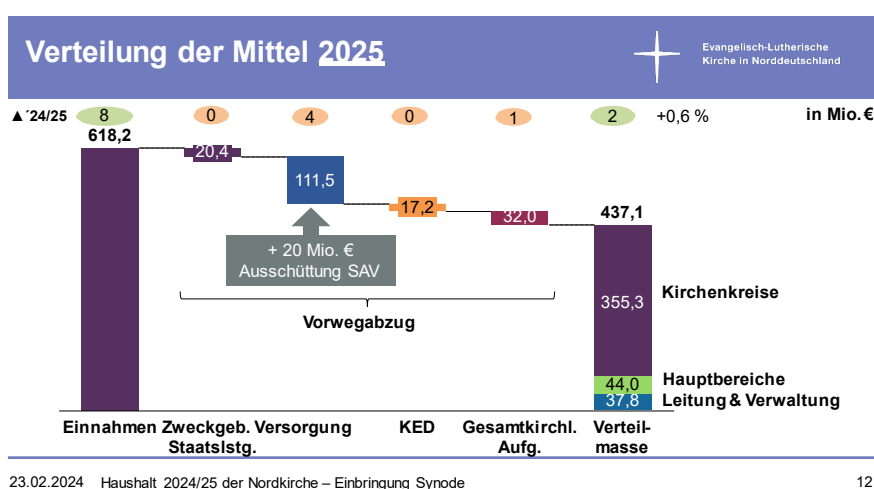 Verteilung der Mittel 2025
Evangelisch-Lutherische
Kirche in Norddeutschland
▲´24/25 8 0 4 0 1 2 +0,6 % in Mio. €
618,2
20,4
111,5
17,2
32,0
437,1
+ 20 Mio. €
Ausschüttung SAV
Vorwegabzug
355,3 Kirchenkreise
44,0 Hauptbereiche
37,8 Leitung & Verwaltung
Einnahmen Zweckgeb. Versorgung KED Gesamtkirchl. Verteil-
Staatslstg. Aufg. masse
23.02.2024 Haushalt 2024/25 der Nordkirche – Einbringung Synode 12